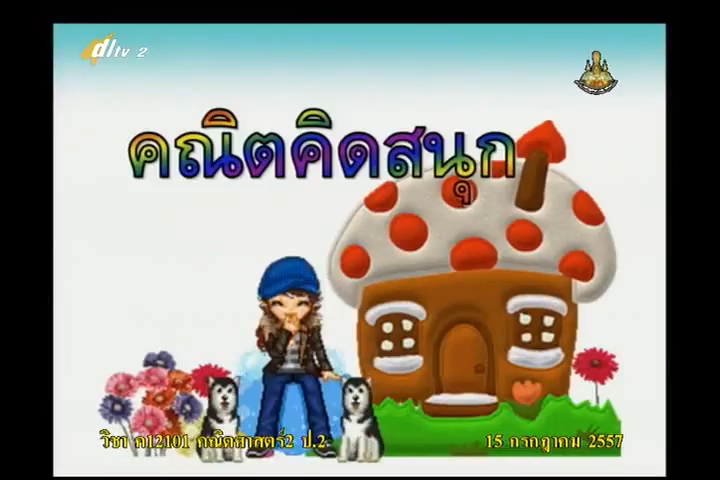 dltv 2
คณิตคิดสนุก
วิชา ค12101 คณิตศาสตร์2 ป.2
15 กรกฎาคม 2557